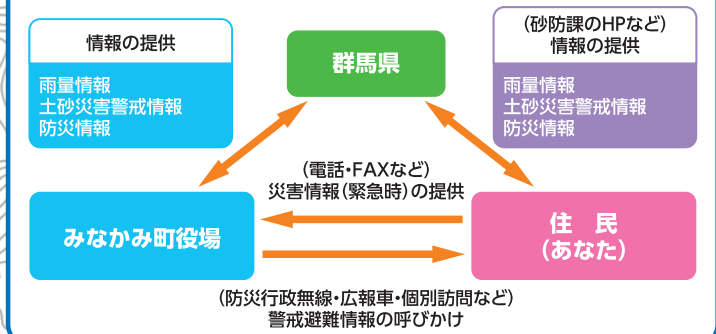 情報の提供
雨量情報
土砂災害警戒情報
防災情報
群馬県
(砂防課のHPなど)
情報の提供
雨量情報
土砂災害警戒情報
防災情報
(電話・FAXなど)
災害情報(緊急時)の提供
みなかみ町役場
住　民
(あなた)
(防災行政無線・広報車・個別訪問など)
警戒避難情報の呼びかけ